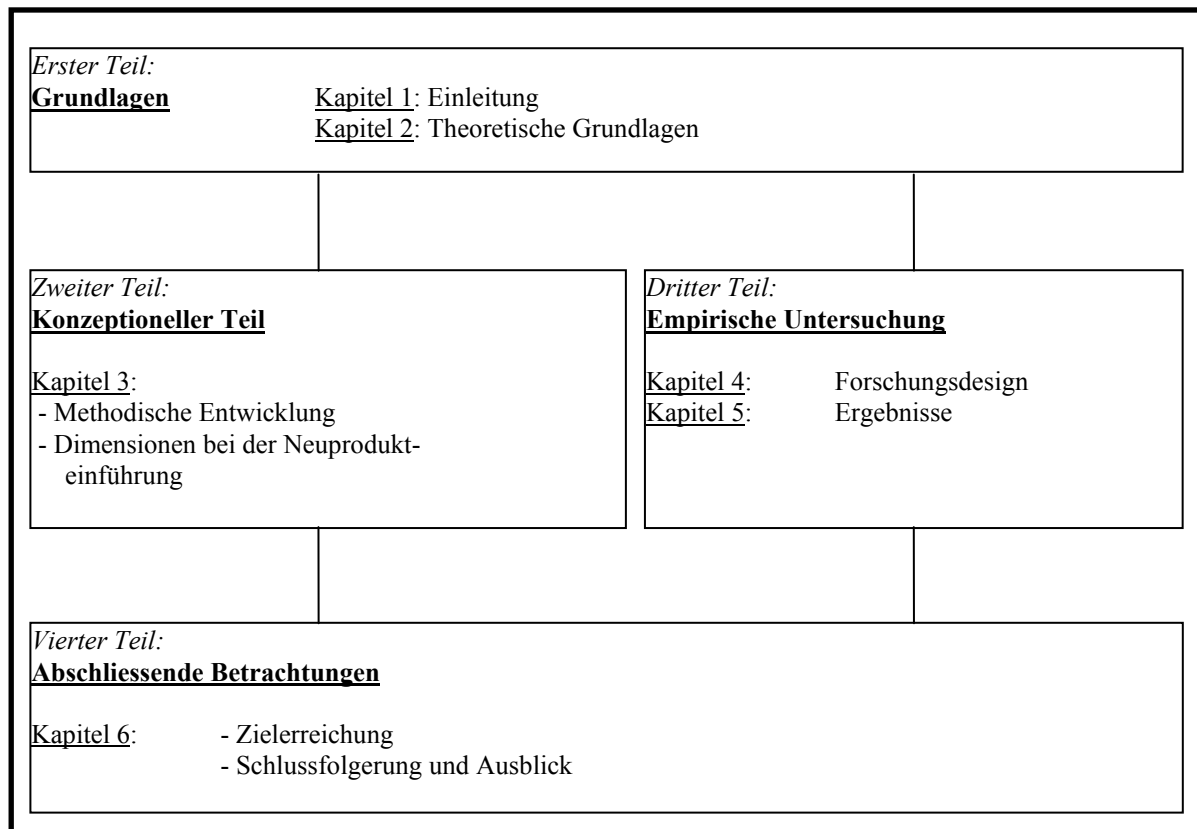 Erster Teil:
Grundlagen Kapitel 1: Einleitung
Kapitel 2: Theoretische Grundlagen
Zweiter Teil:
Konzeptioneller Teil
Kapitel 3:
- Methodische Entwicklung
- Dimensionen bei der Neuprodukt-
einführung
Dritter Teil:
Empirische Untersuchung
Kapitel 4: Forschungsdesign
Kapitel 5: Ergebnisse
Vierter Teil:
Abschliessende Betrachtungen
Kapitel 6: - Zielerreichung
- Schlussfolgerung und Ausblick